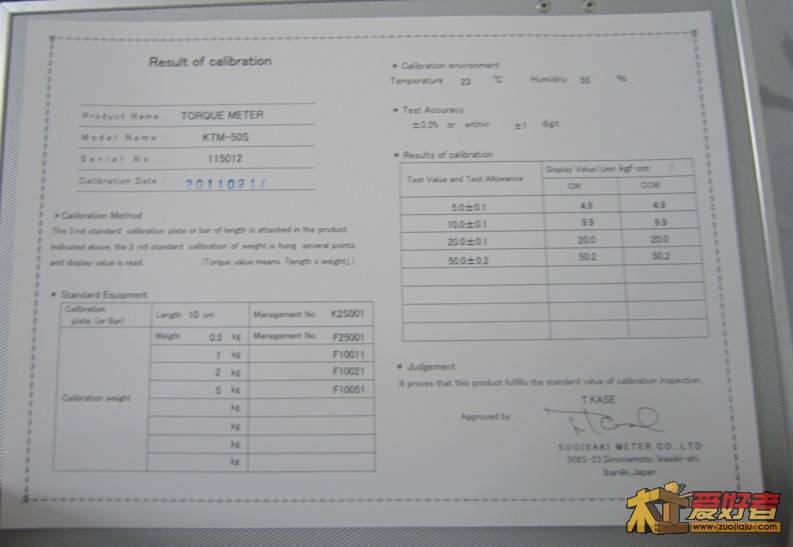 Result of calibration
Product Name : TORQUE METER
Model Name : KTM-50S
Serial No. : 115012
Calibration Date : 20110914
* Calibration Method
The 2 nd standard calibration plate or bar of length is attached in the product
indicated above, the 2 nd standard calibration of weight is hung several points,
and display value is read. (Torque value means 「length x weight」.)
* Standard Equipment
Calibration plate (or Bar) Length 10 cm Management No. K2S001
Calibration weight
Weight 0.5 kg Management No. F25001
1 kg F10011
2 kg F10021
5 kg F10051
kg
kg
kg
kg
* Calibration environment
Temperature 23 ℃ Humidity 55 %
* Test Accuracy
±0.5% or within ±1 digit
* Results of calibration
Test Value and Test Allowance Display Value (Unit: kgf-cm )
CW CCW
5.0±0.1 4.9 4.9
10.0±0.1 9.9 9.9
20.0±0.1 20.0 20.0
50.0±0.2 50.2 50.2
* Judgement
It proves that this product fulfills the standard value of calibration inspection.
T.KASE
Approved by :
SUGISAKI METER CO.,LTD
5085-23,Simonemoto, Inasiki-shi,
Ibaraki,Japan
爱好者
www.zuojiaju.com